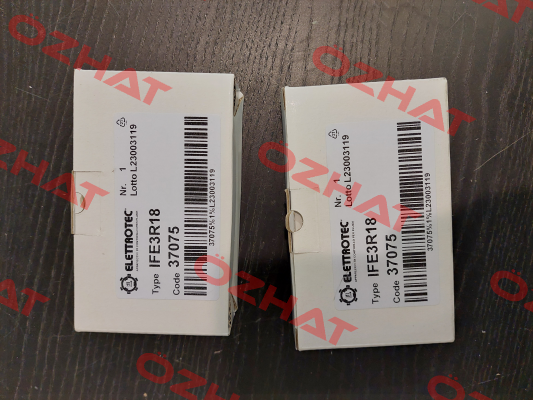 ELETTROTEC
Type IFE3R18
Code 37075
Nr. 1
Lotto L23003119
37075%1%L23003119
ELETTROTEC
Type IFE3R18
Code 37075
Nr. 1
Lotto L23003119
37075%1%L23003119
OZHAT
OZHAT
OZHAT
OZHAT
OZHAT
OZHAT